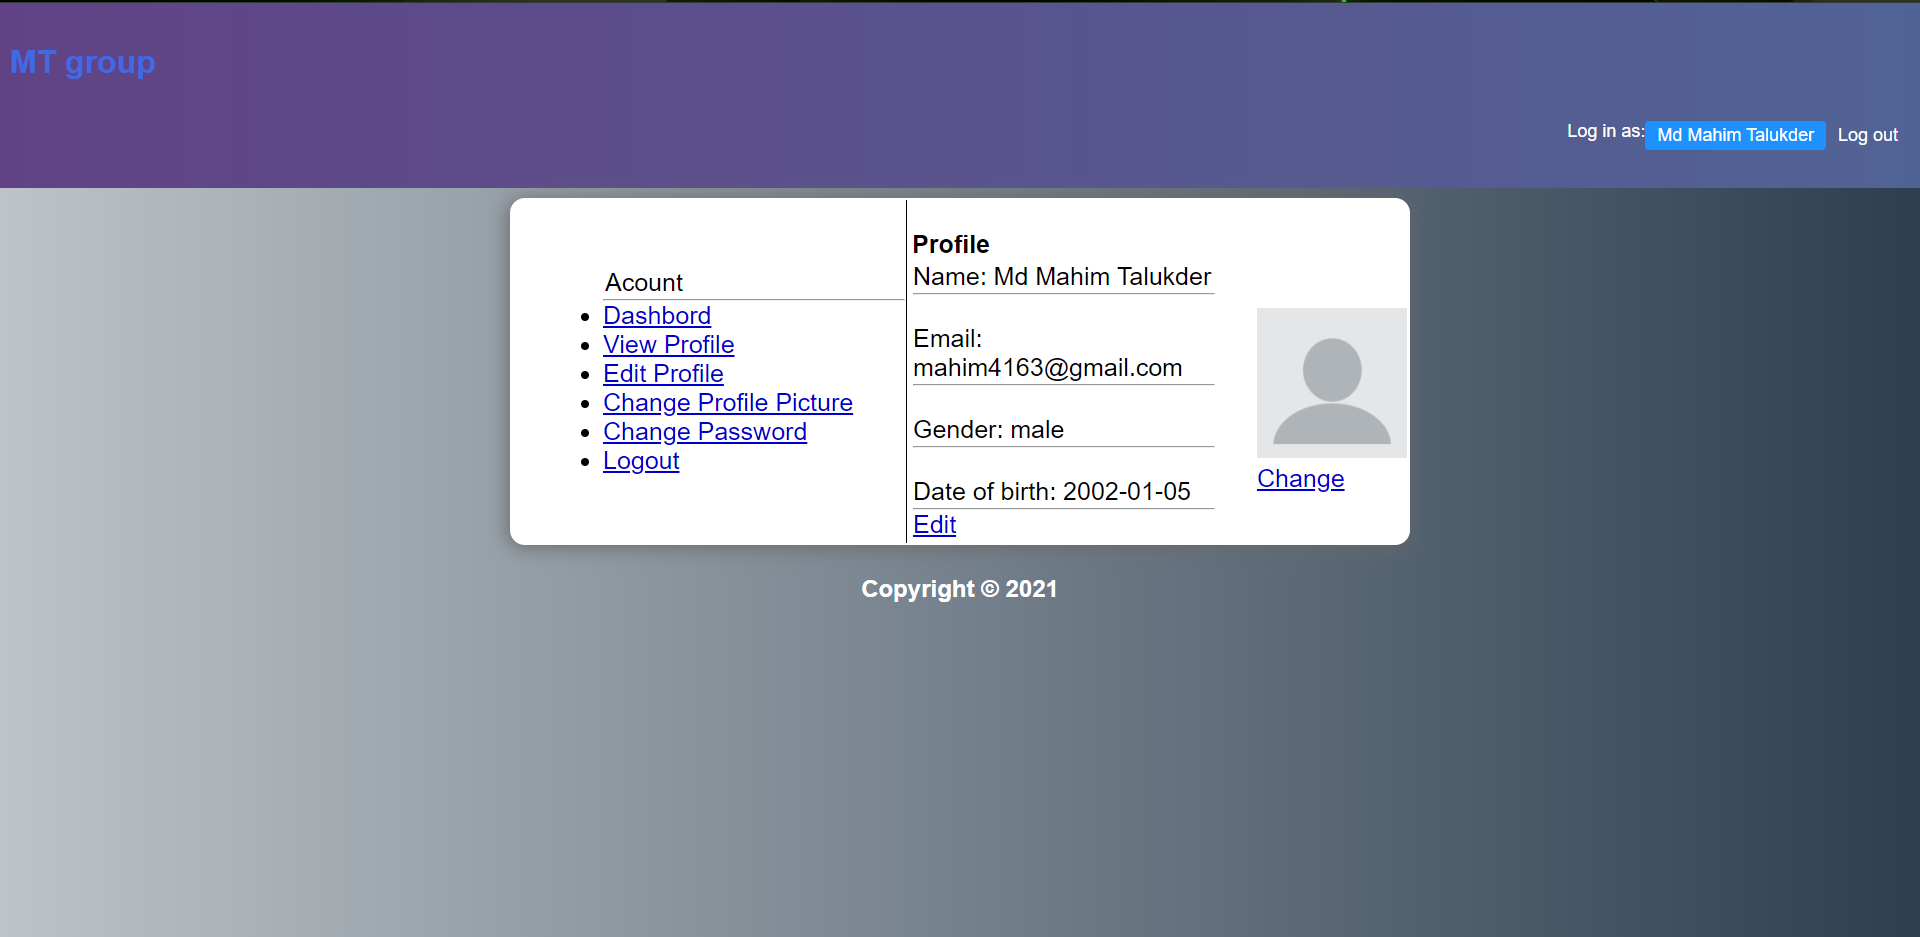 MT group
Log in as: Md Mahim Talukder Log out
Acount
Dashbord
View Profile
Edit Profile
Change Profile Picture
Change Password
Logout
Profile
Name: Md Mahim Talukder
Email:
mahim4163@gmail.com
Gender: male
Date of birth: 2002-01-05
Edit
Change
Copyright © 2021